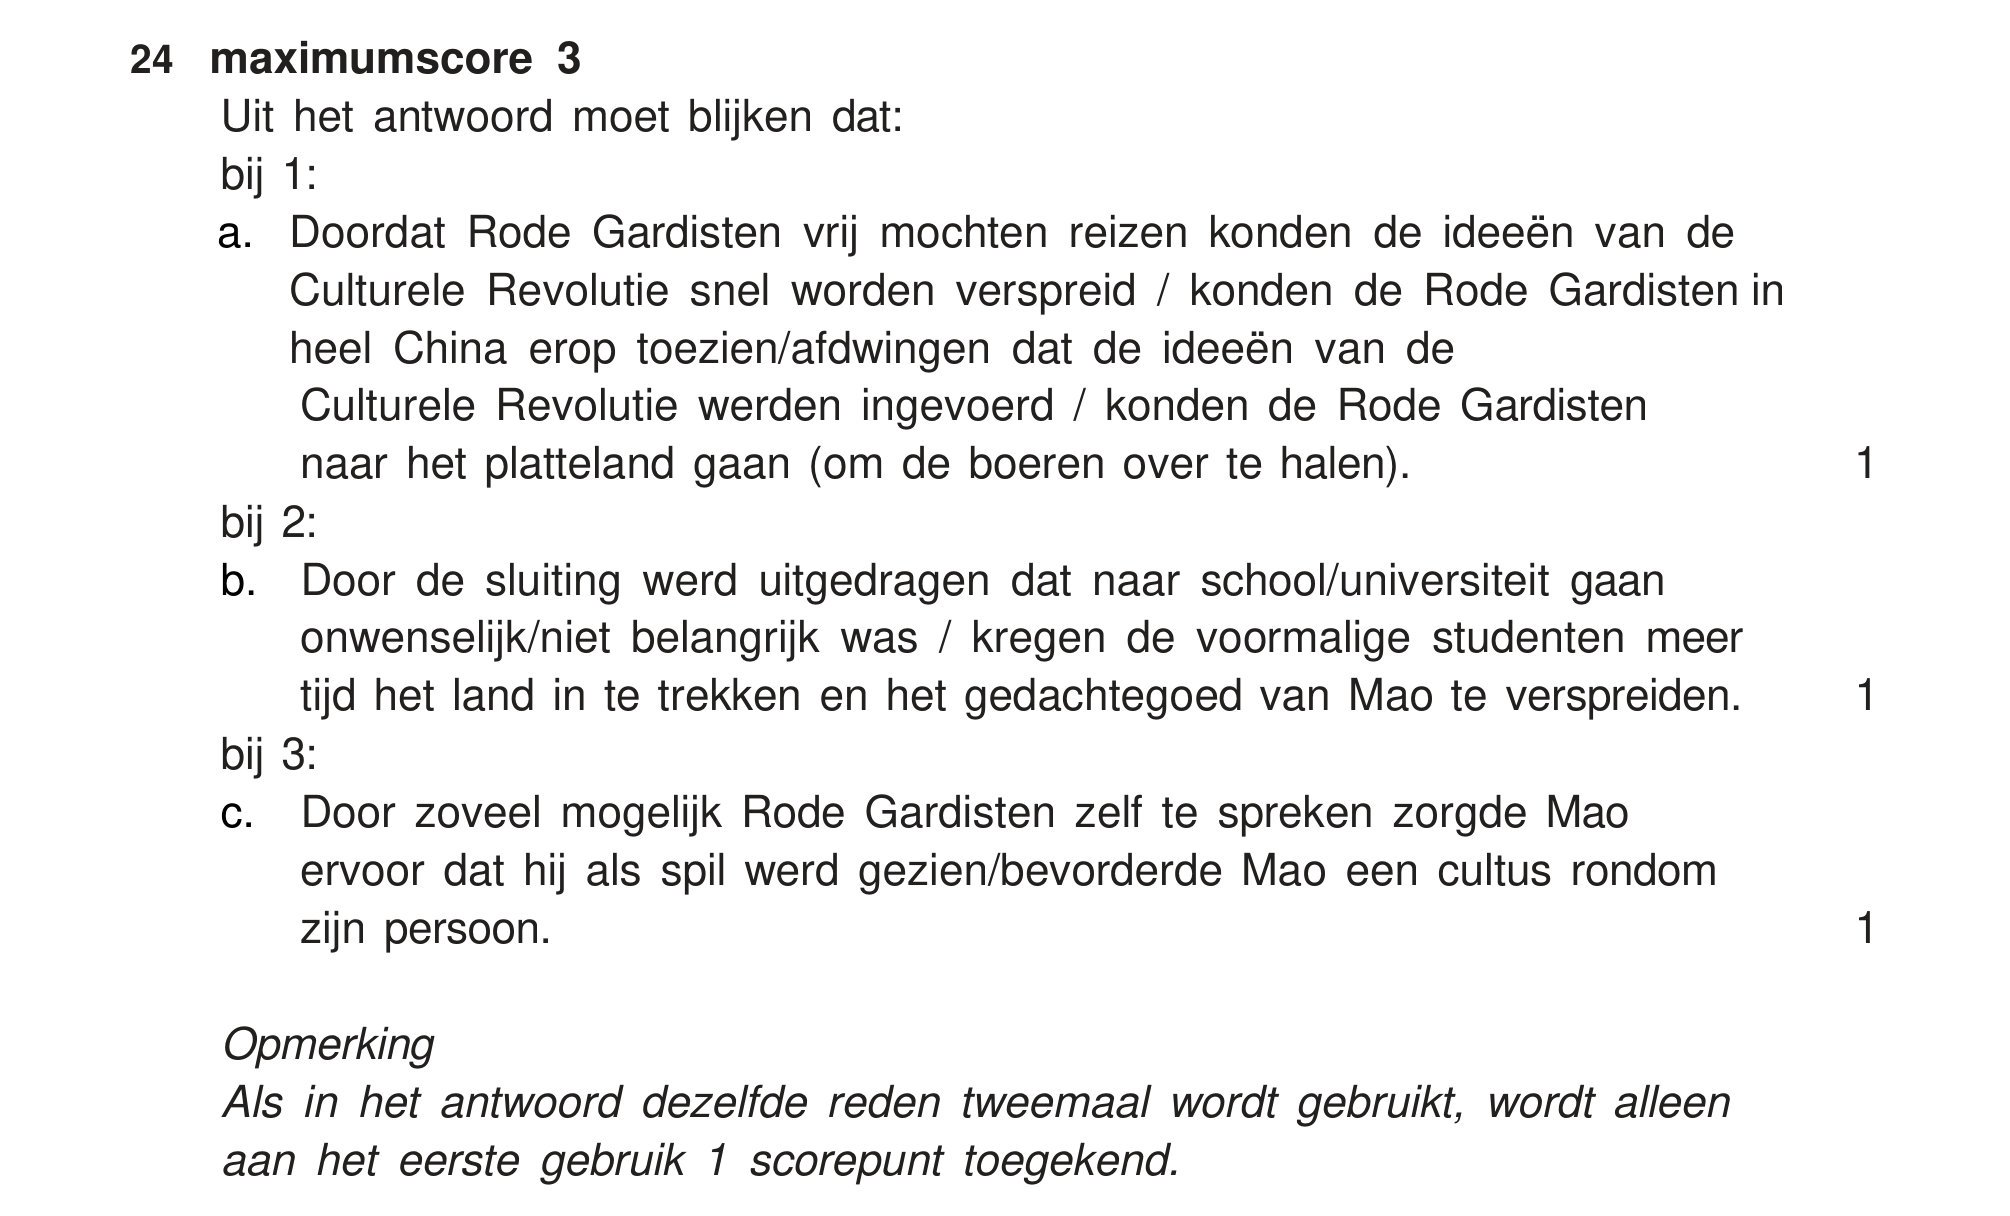 24 maximumscore 3
Uit het antwoord moet blijken dat:
bij 1:
a. Doordat Rode Gardisten vrij mochten reizen konden de ideeën van de
Culturele Revolutie snel worden verspreid / konden de Rode Gardisten in
heel China erop toezien/afdwingen dat de ideeën van de
Culturele Revolutie werden ingevoerd / konden de Rode Gardisten
naar het platteland gaan (om de boeren over te halen). 1
bij 2:
b. Door de sluiting werd uitgedragen dat naar school/universiteit gaan
onwenselijk/niet belangrijk was / kregen de voormalige studenten meer
tijd het land in te trekken en het gedachtegoed van Mao te verspreiden. 1
bij 3:
c. Door zoveel mogelijk Rode Gardisten zelf te spreken zorgde Mao
ervoor dat hij als spil werd gezien/bevorderde Mao een cultus rondom
zijn persoon. 1
Opmerking
Als in het antwoord dezelfde reden tweemaal wordt gebruikt, wordt alleen
aan het eerste gebruik 1 scorepunt toegekend.